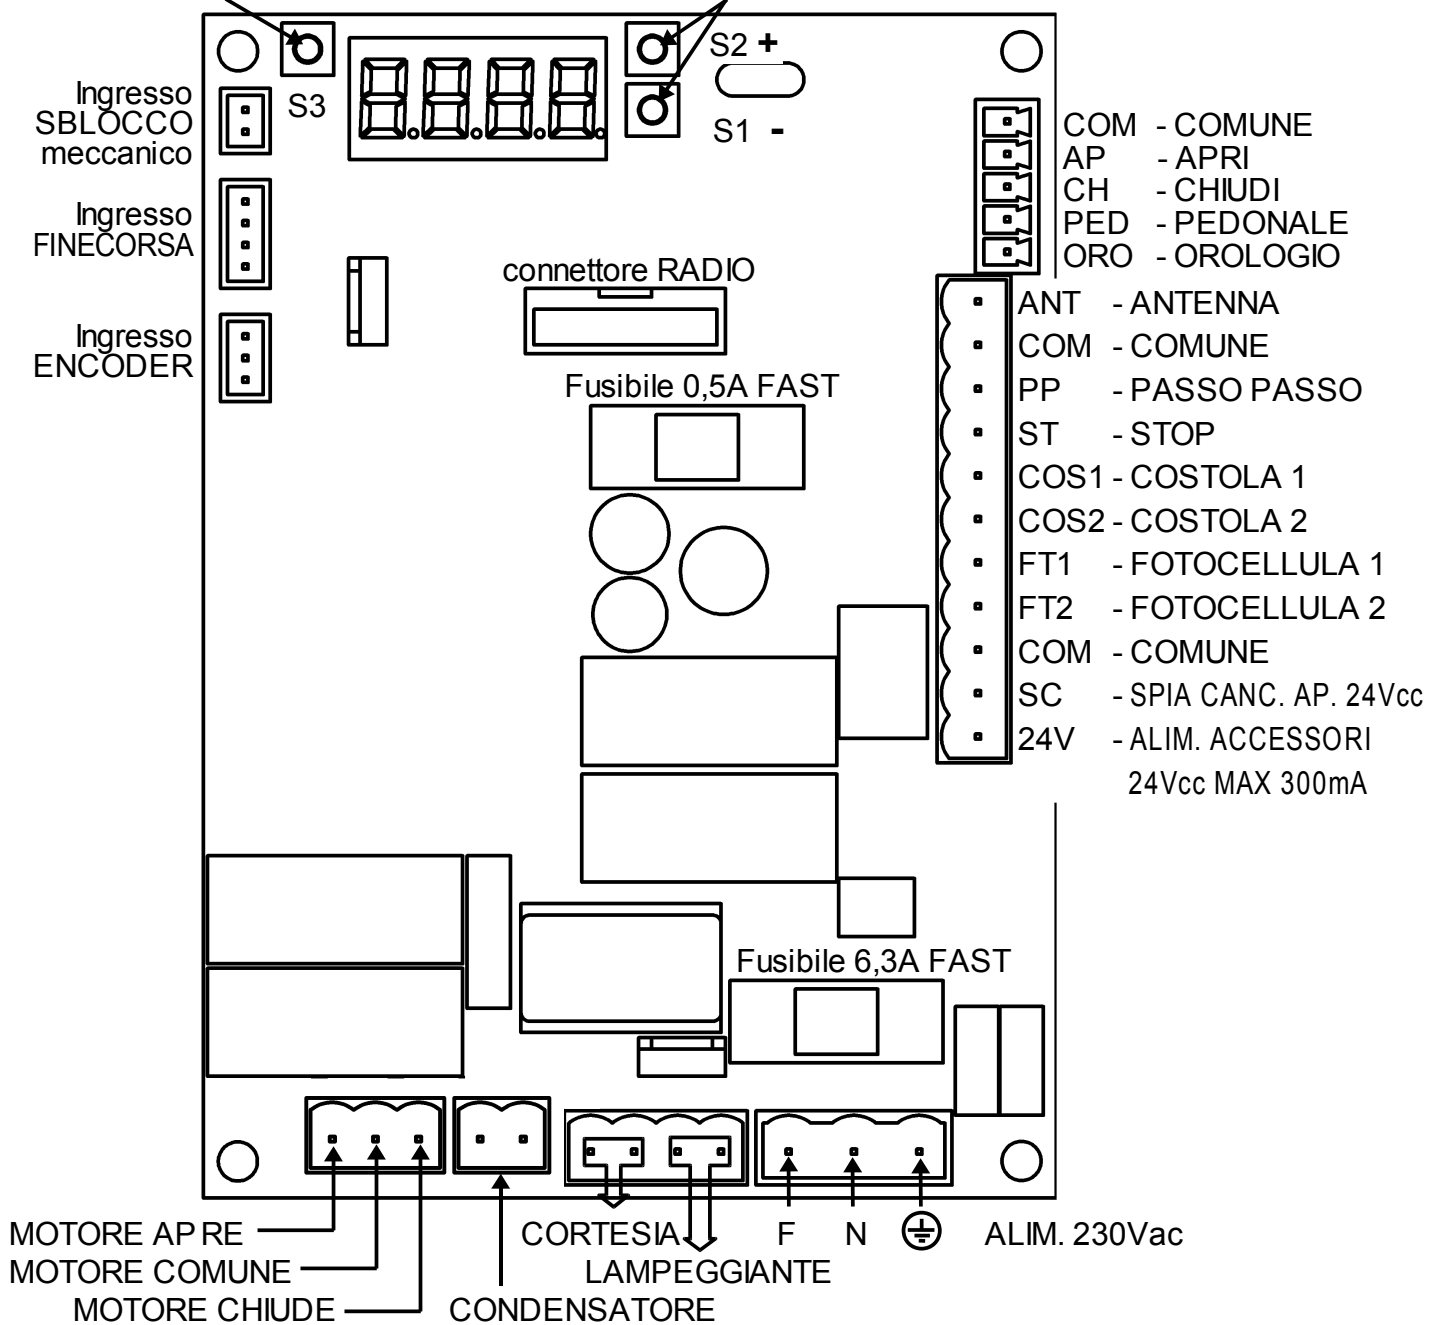 S2 +
S3
S1 -
Ingresso
SBLOCCO
meccanico
Ingresso
FINECORSA
Ingresso
ENCODER
connettore RADIO
Fusibile 0,5A FAST
COM - COMUNE
AP - APRI
CH - CHIUDI
PED - PEDONALE
ORO - OROLOGIO
ANT - ANTENNA
COM - COMUNE
PP - PASSO PASSO
ST - STOP
COS1 - COSTOLA 1
COS2 - COSTOLA 2
FT1 - FOTOCELLULA 1
FT2 - FOTOCELLULA 2
COM - COMUNE
SC - SPIA CANC. AP. 24Vcc
24V - ALIM. ACCESSORI
24Vcc MAX 300mA
Fusibile 6,3A FAST
MOTORE APRE
MOTORE COMUNE
MOTORE CHIUDE
CONDENSATORE
CORTESIA
LAMPEGGIANTE
F N ALIM. 230Vac